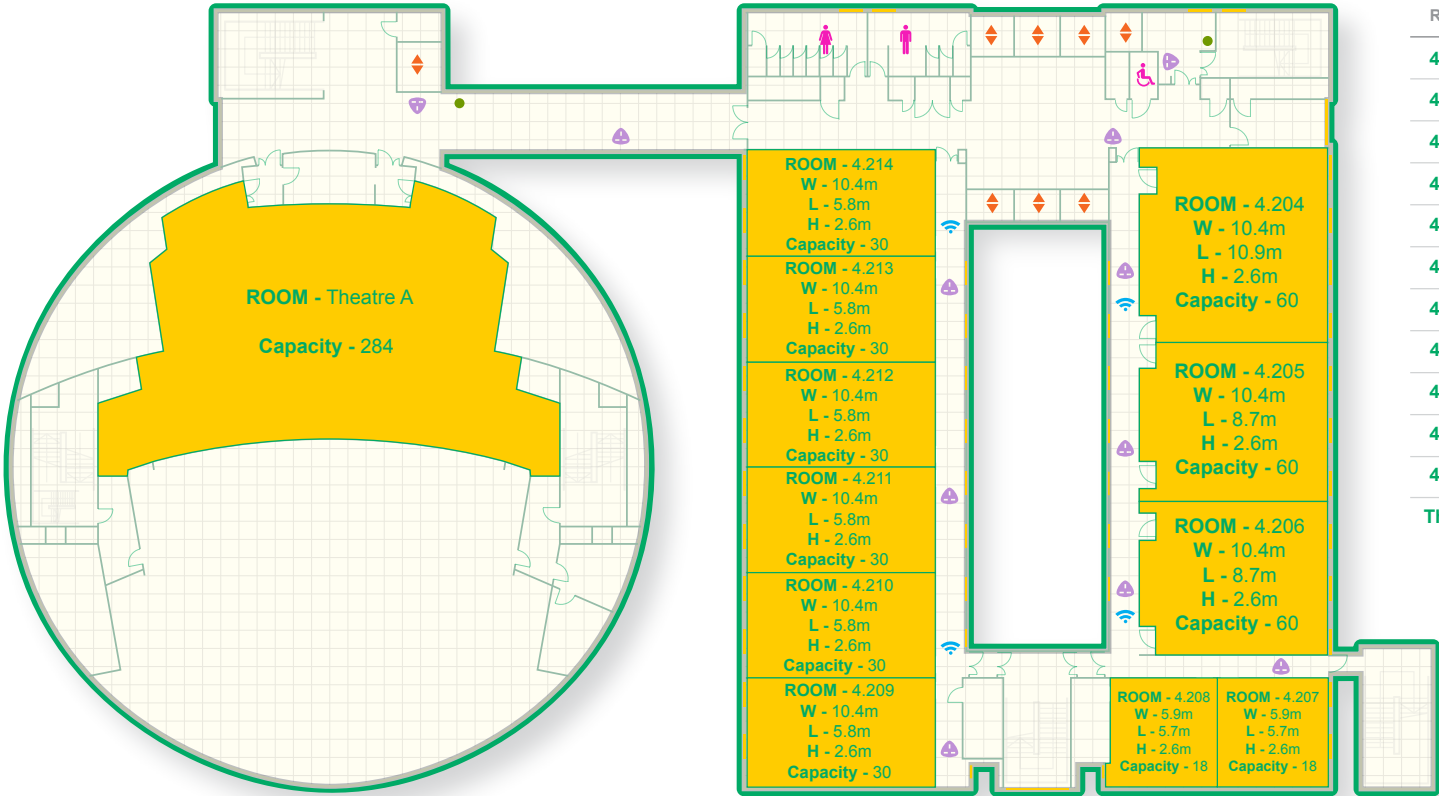 ROOM - Theatre A
Capacity - 284
ROOM - 4.214
W - 10.4m
L - 5.8m
H - 2.6m
Capacity - 30
ROOM - 4.213
W - 10.4m
L - 5.8m
H - 2.6m
Capacity - 30
ROOM - 4.212
W - 10.4m
L - 5.8m
H - 2.6m
Capacity - 30
ROOM - 4.211
W - 10.4m
L - 5.8m
H - 2.6m
Capacity - 30
ROOM - 4.210
W - 10.4m
L - 5.8m
H - 2.6m
Capacity - 30
ROOM - 4.209
W - 10.4m
L - 5.8m
H - 2.6m
Capacity - 30
ROOM - 4.204
W - 10.4m
L - 10.9m
H - 2.6m
Capacity - 60
ROOM - 4.205
W - 10.4m
L - 8.7m
H - 2.6m
Capacity - 60
ROOM - 4.206
W - 10.4m
L - 8.7m
H - 2.6m
Capacity - 60
ROOM - 4.208
W - 5.9m
L - 5.7m
H - 2.6m
Capacity - 18
ROOM - 4.207
W - 5.9m
L - 5.7m
H - 2.6m
Capacity - 18